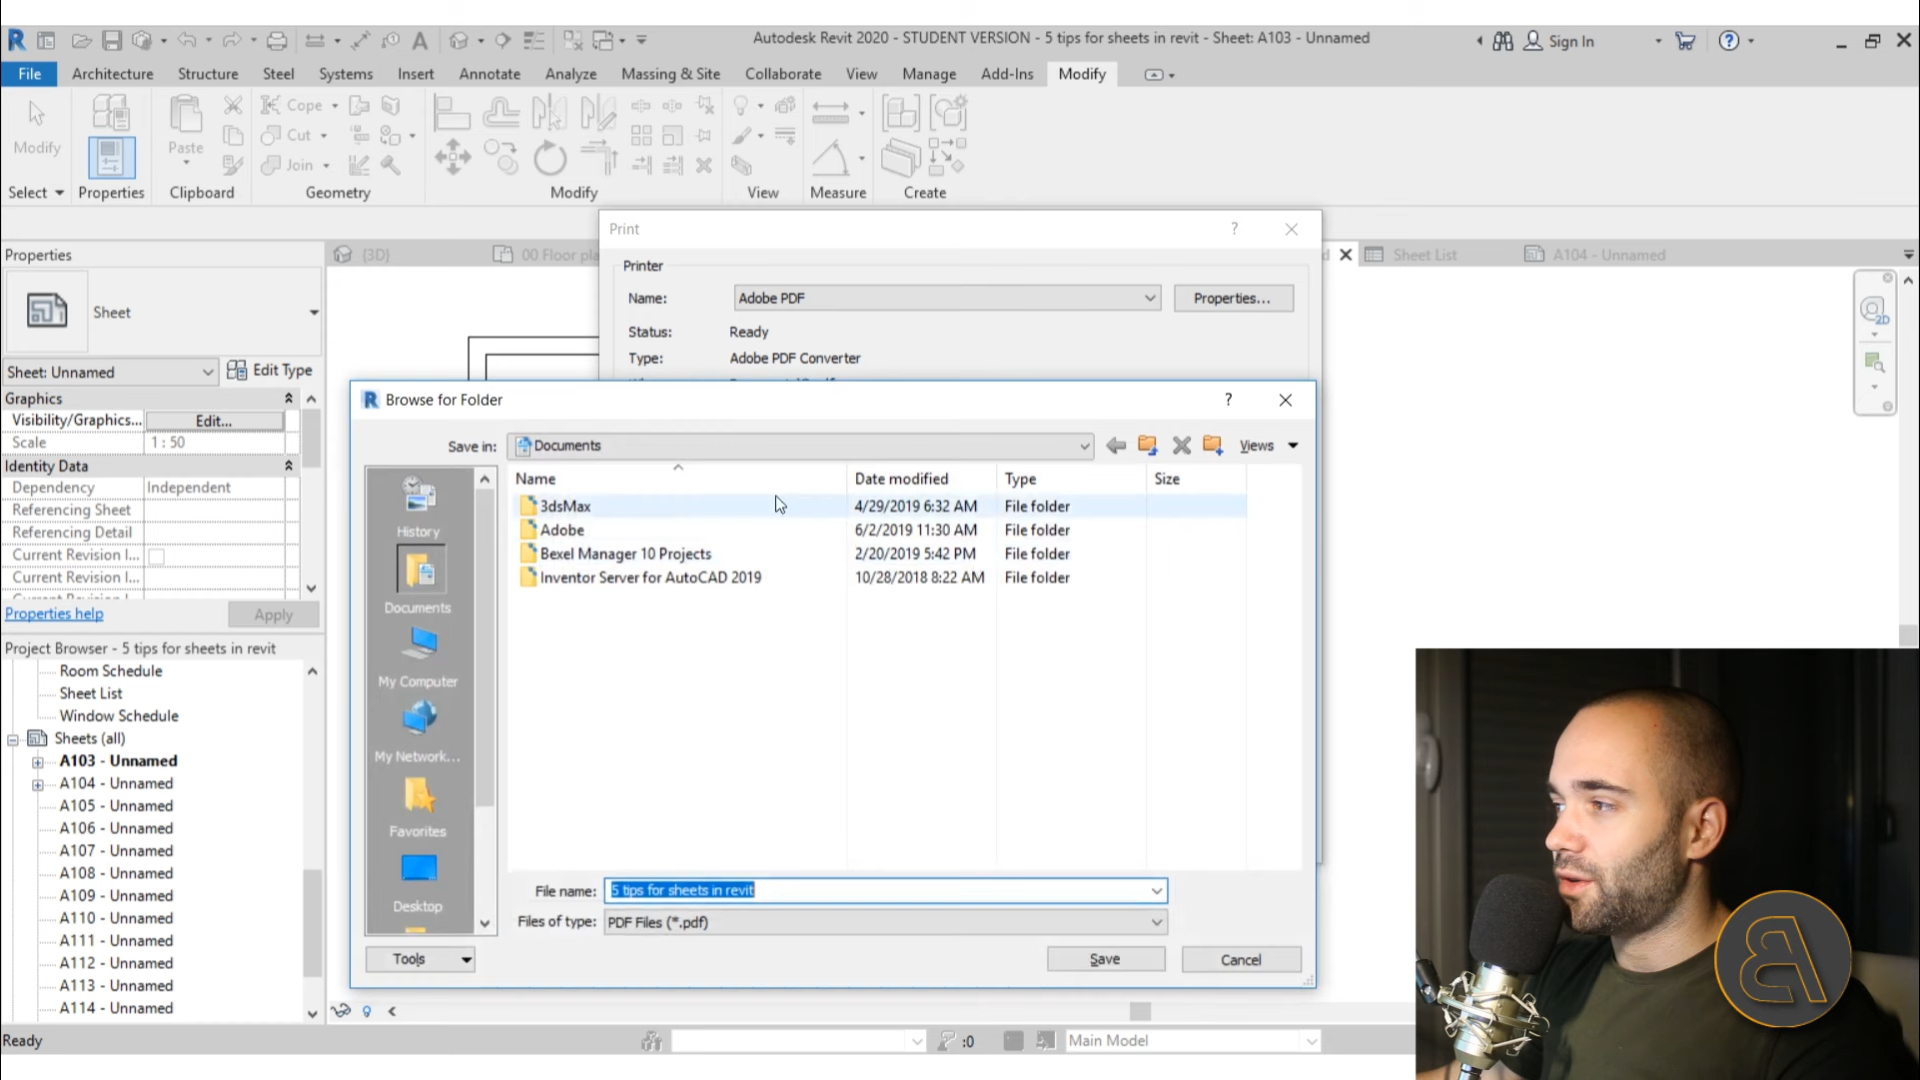 Autodesk Revit 2020 - STUDENT VERSION - 5 tips for sheets in revit - Sheet: A103 - Unnamed
Sign In
File Architecture Structure Steel Systems Insert Annotate Analyze Massing & Site Collaborate View Manage Add-Ins Modify
Modify
Paste
Cope
Cut
Join
Select Properties Clipboard Geometry Modify View Measure Create
Properties
{3D}
00 Floor
Sheet List
A104 - Unnamed
Sheet
Sheet: Unnamed
Edit Type
Graphics
Visibility/Graphics... Edit...
Scale 1 : 50
Identity Data
Dependency Independent
Referencing Sheet
Referencing Detail
Current Revision I...
Current Revision I...
Properties help
Apply
Project Browser - 5 tips for sheets in revit
Room Schedule
Sheet List
Window Schedule
Sheets (all)
A103 - Unnamed
A104 - Unnamed
A105 - Unnamed
A106 - Unnamed
A107 - Unnamed
A108 - Unnamed
A109 - Unnamed
A110 - Unnamed
A111 - Unnamed
A112 - Unnamed
A113 - Unnamed
A114 - Unnamed
Print
Printer
Name: Adobe PDF Properties...
Status: Ready
Type: Adobe PDF Converter
Browse for Folder
Save in: Documents Views
Name Date modified Type Size
3dsMax 4/29/2019 6:32 AM File folder
Adobe 6/2/2019 11:30 AM File folder
Bexel Manager 10 Projects 2/20/2019 5:42 PM File folder
Inventor Server for AutoCAD 2019 10/28/2018 8:22 AM File folder
History
Documents
My Computer
My Network...
Favorites
Desktop
File name: 5 tips for sheets in revit
Files of type: PDF Files (*.pdf)
Tools
Save
Cancel
2D
Ready
:0
Main Model